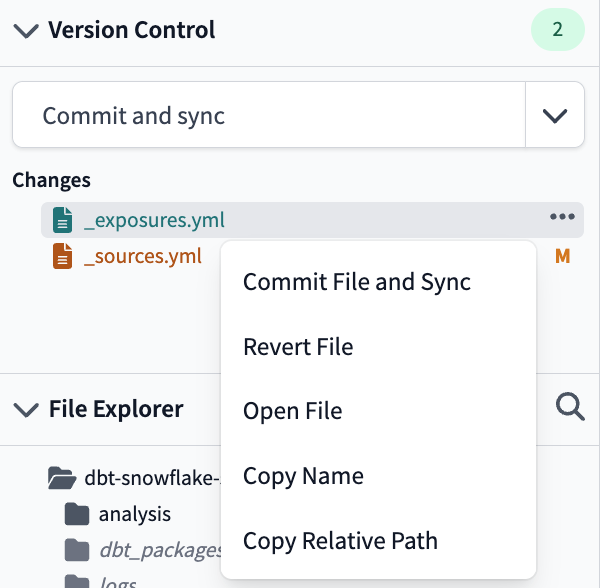 Version Control
2
Commit and sync
Changes
_exposures.yml
_sources.yml
M
Commit File and Sync
Revert File
Open File
Copy Name
Copy Relative Path
File Explorer
dbt-snowflake-
analysis
dbt_packages
logs